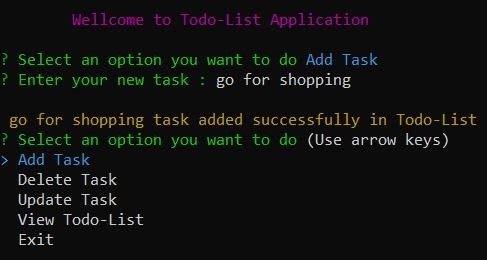 Wellcome to Todo-List Application
? Select an option you want to do Add Task
? Enter your new task : go for shopping
go for shopping task added successfully in Todo-List
? Select an option you want to do (Use arrow keys)
> Add Task
Delete Task
Update Task
View Todo-List
Exit